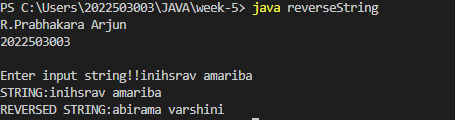 PS C:\Users\2022503003\JAVA\week-5> java reverseString
R.Prabhakara Arjun
2022503003
Enter input string!!inihsrav amariba
STRING:inihsrav amariba
REVERSED STRING:abirama varshini